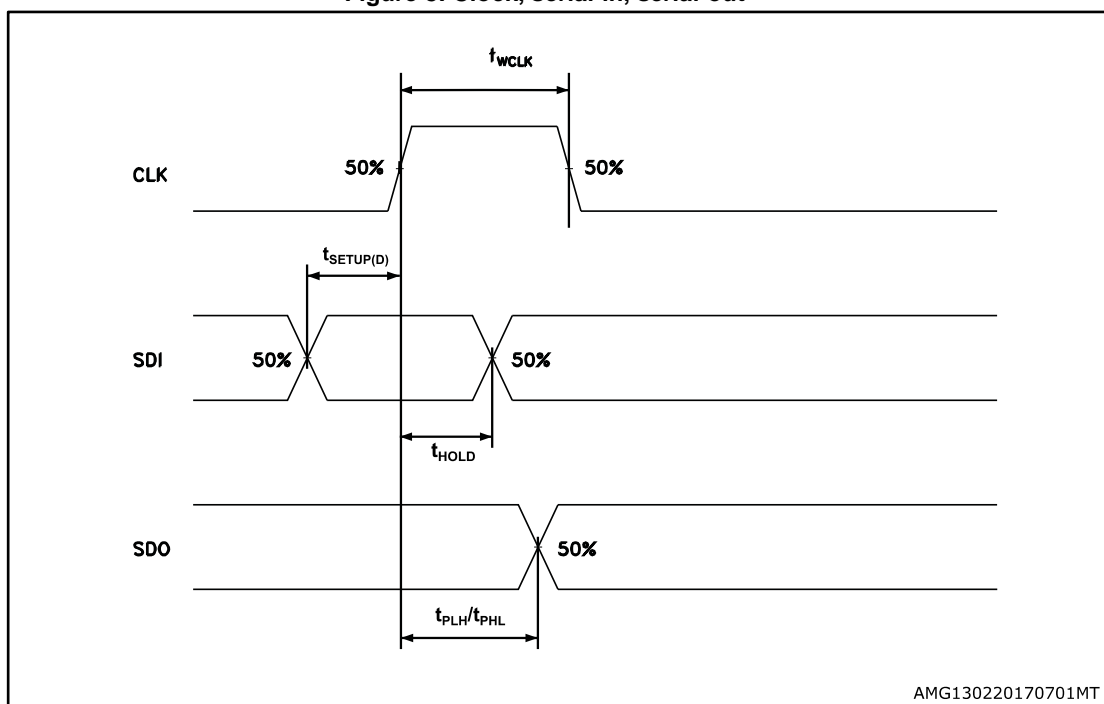 Figure 8: Clock, serial-in, serial-out
tWCLK
CLK 50% 50%
tSETUP(D)
SDI 50% 50%
tHOLD
SDO 50%
tPLH/tPHL
AMG130220170701MT